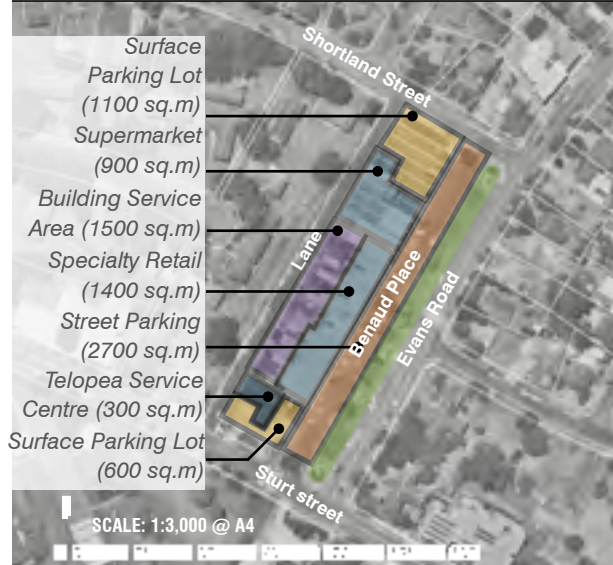 Surface
Parking Lot
(1100 sq.m)
Supermarket
(900 sq.m)
Building Service
Area (1500 sq.m)
Specialty Retail
(1400 sq.m)
Street Parking
(2700 sq.m)
Telopea Service
Centre (300 sq.m)
Surface Parking Lot
(600 sq.m)
Shortland Street
Lane
Benaud Place
Evans Road
Sturt street
SCALE: 1:3,000 @ A4